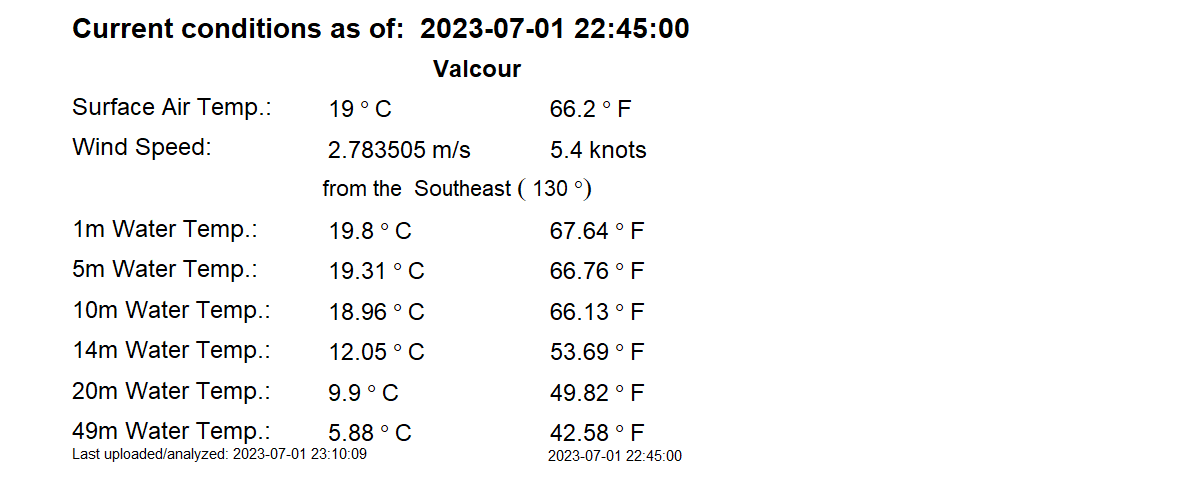 Current conditions as of: 2023-07-01 22:45:00
Valcour
Surface Air Temp.: 19 ° C 66.2 ° F
Wind Speed: 2.783505 m/s 5.4 knots
from the Southeast ( 130 °)
1m Water Temp.: 19.8 ° C 67.64 ° F
5m Water Temp.: 19.31 ° C 66.76 ° F
10m Water Temp.: 18.96 ° C 66.13 ° F
14m Water Temp.: 12.05 ° C 53.69 ° F
20m Water Temp.: 9.9 ° C 49.82 ° F
49m Water Temp.: 5.88 ° C 42.58 ° F
Last uploaded/analyzed: 2023-07-01 23:10:09 2023-07-01 22:45:00